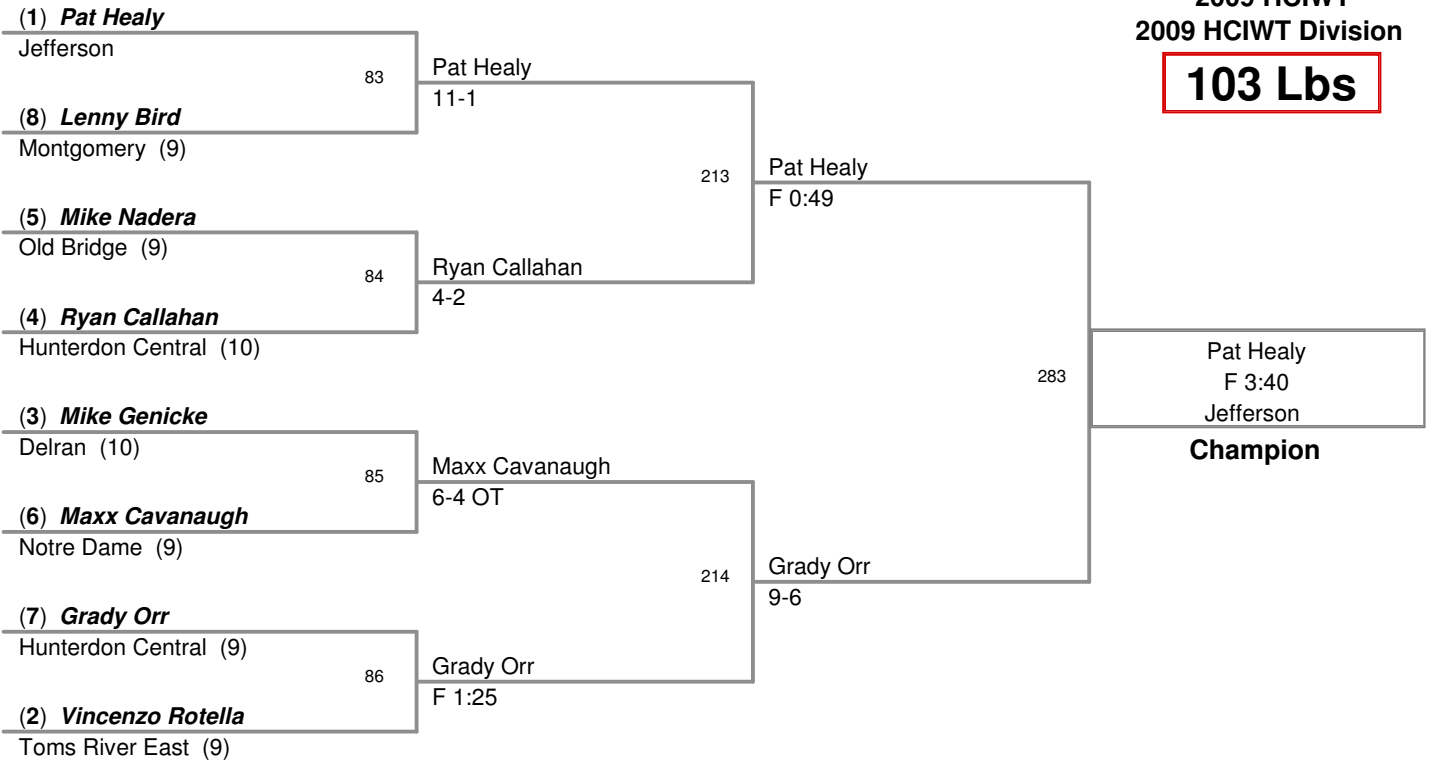 2009 HCIWT
2009 HCIWT Division
103 Lbs
(1) Pat Healy
Jefferson
83
(8) Lenny Bird
Montgomery (9)
(5) Mike Nadera
Old Bridge (9)
84
(4) Ryan Callahan
Hunterdon Central (10)
(3) Mike Genicke
Delran (10)
85
(6) Maxx Cavanaugh
Notre Dame (9)
(7) Grady Orr
Hunterdon Central (9)
86
(2) Vincenzo Rotella
Toms River East (9)
Pat Healy
11-1
213
Ryan Callahan
4-2
Maxx Cavanaugh
6-4 OT
214
Grady Orr
F 1:25
Pat Healy
F 0:49
283
Grady Orr
9-6
Pat Healy
F 3:40
Jefferson
Champion